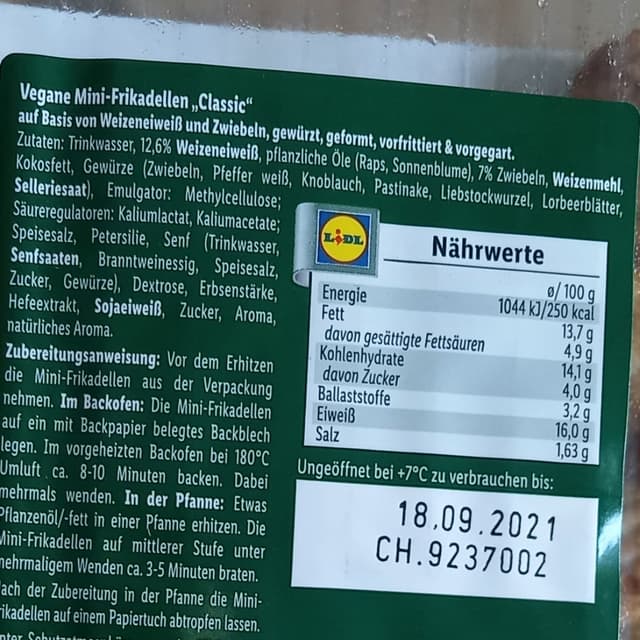 Vegane Mini-Frikadellen „Classic“
auf Basis von Weizeneiweiß und Zwiebeln, gewürzt, geformt, vorfrittiert & vorgegart.
Zutaten: Trinkwasser, 12,6% Weizeneiweiß, pflanzliche Öle (Raps, Sonnenblume), 7% Zwiebeln, Weizenmehl,
Kokosfett, Gewürze (Zwiebeln, Pfeffer weiß, Knoblauch, Pastinake, Liebstockwurzel, Lorbeerblätter,
Selleriesaat), Emulgator: Methylcellulose;
Säureregulatoren: Kaliumlactat, Kaliumacetate;
Speisesalz, Petersilie, Senf (Trinkwasser,
Senfsaaten, Branntweinessig, Speisesalz,
Zucker, Gewürze), Dextrose, Erbsenstärke,
Hefeextrakt, Sojaeiweiß, Zucker, Aroma,
natürliches Aroma.
Zubereitungsanweisung: Vor dem Erhitzen
die Mini-Frikadellen aus der Verpackung
nehmen. Im Backofen: Die Mini-Frikadellen
auf ein mit Backpapier belegtes Backblech
legen. Im vorgeheizten Backofen bei 180°C
Umluft ca. 8-10 Minuten backen. Dabei
mehrmals wenden. In der Pfanne: Etwas
Pflanzenöl/-fett in einer Pfanne erhitzen. Die
Mini-Frikadellen auf mittlerer Stufe unter
mehrmaligem Wenden ca. 3-5 Minuten braten.
Nach der Zubereitung in der Pfanne die Mini-
Frikadellen auf einem Papiertuch abtropfen lassen.
LIDL
Nährwerte
ø/100 g
Energie 1044 kJ/250 kcal
Fett 13,7 g
davon gesättigte Fettsäuren 4,9 g
Kohlenhydrate 14,1 g
davon Zucker 4,0 g
Ballaststoffe 3,2 g
Eiweiß 16,0 g
Salz 1,63 g
Ungeöffnet bei +7°C zu verbrauchen bis:
18.09.2021
CH.9237002